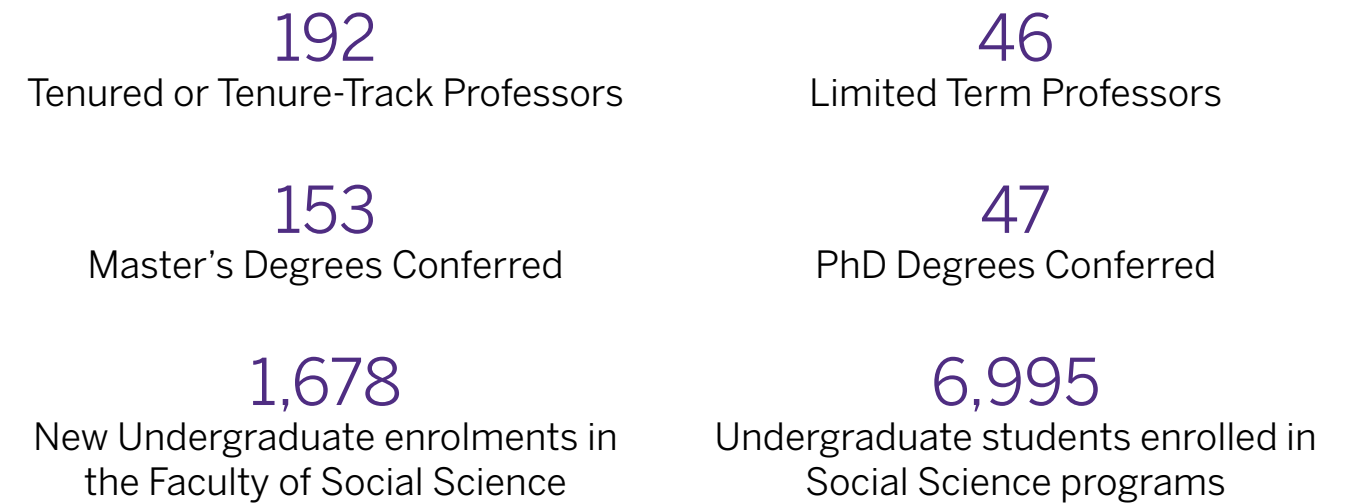 192
Tenured or Tenure-Track Professors
46
Limited Term Professors
153
Master’s Degrees Conferred
47
PhD Degrees Conferred
1,678
New Undergraduate enrolments in
the Faculty of Social Science
6,995
Undergraduate students enrolled in
Social Science programs